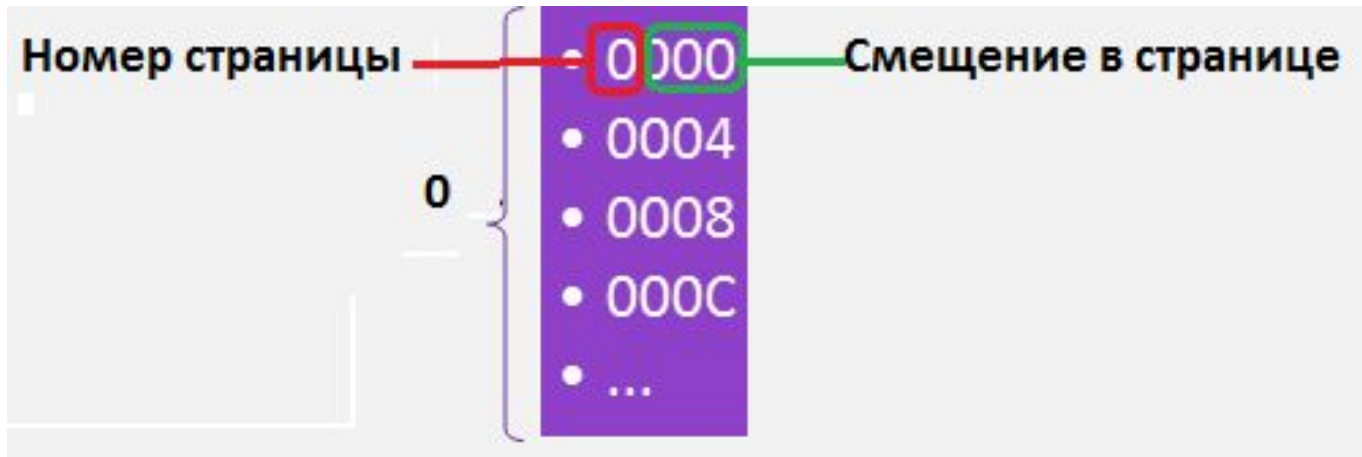 Номер страницы
• 0000
Смещение в странице
• 0004
0
• 0008
• 000C
• ...